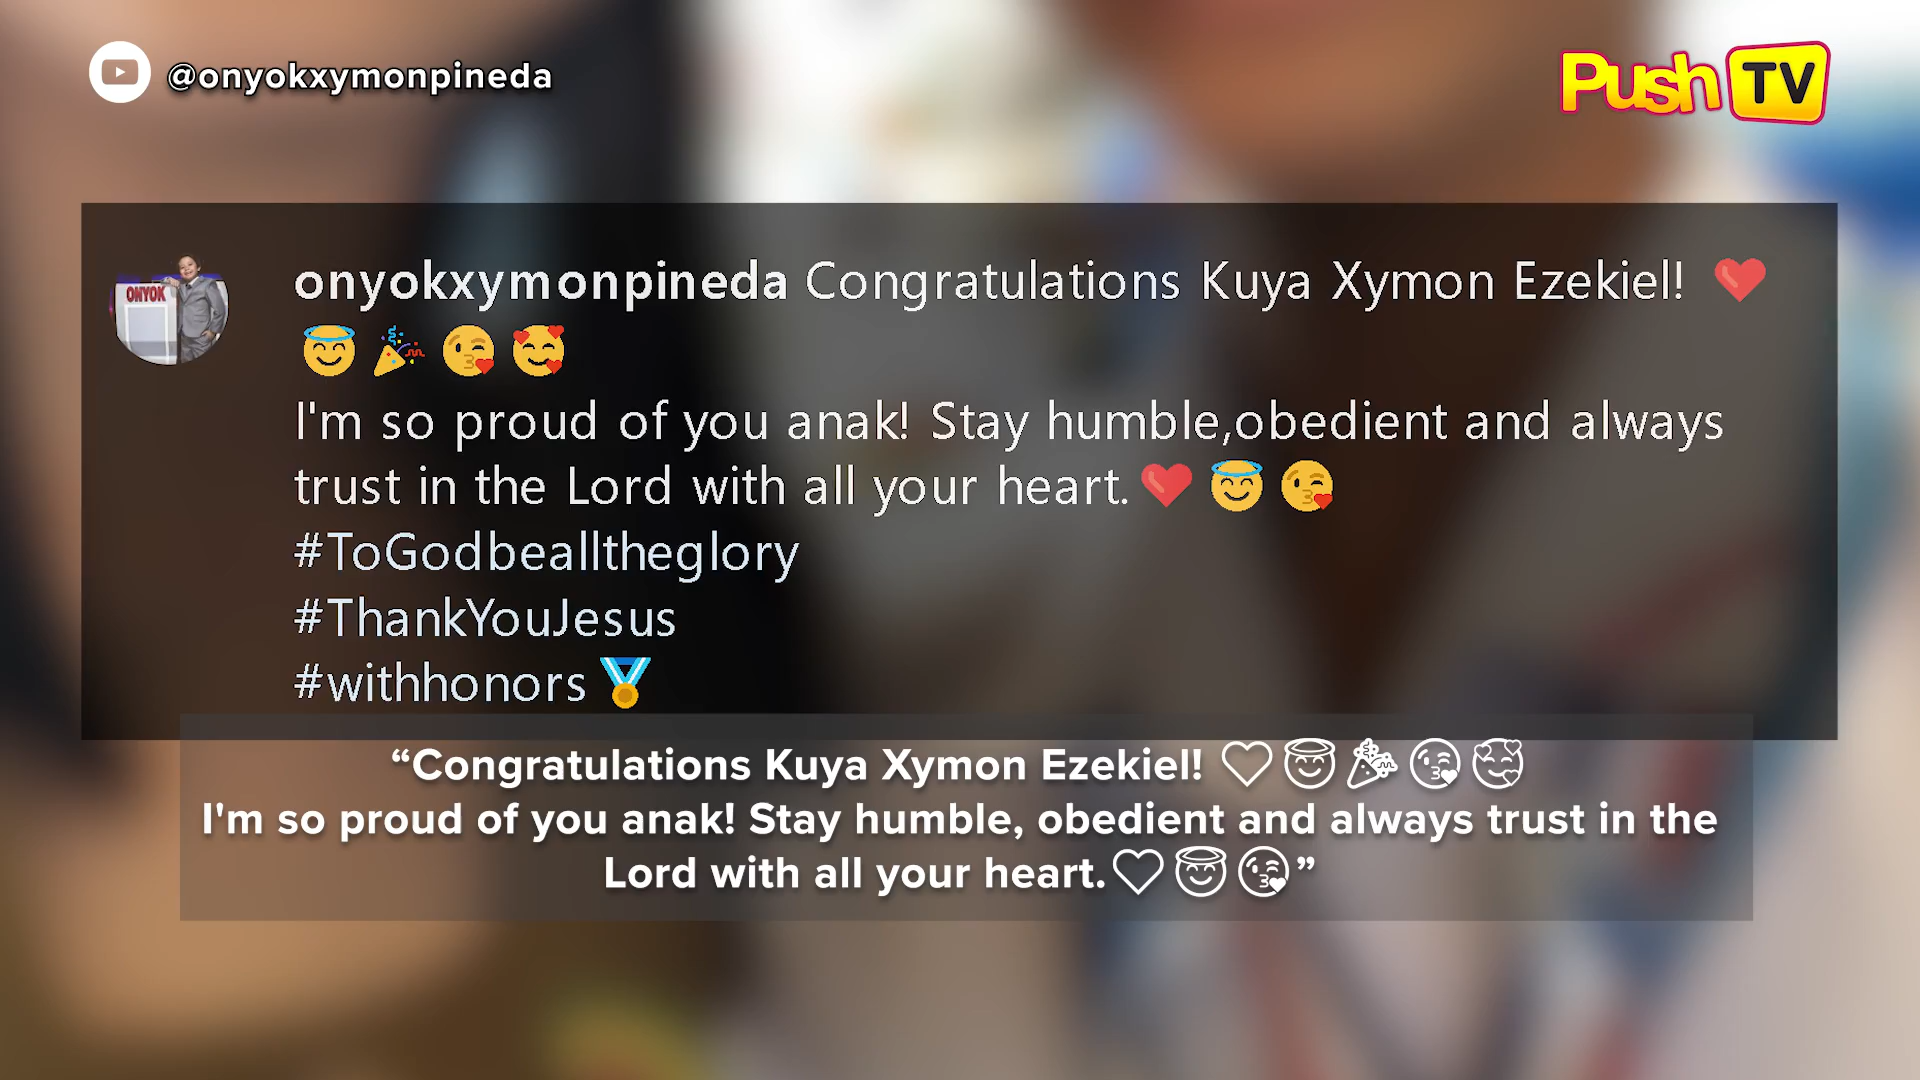 @onyokxymonpineda
Push TV
ONYOK
onyokxymonpineda Congratulations Kuya Xymon Ezekiel! ❤️
😇🎉😘🥰
I'm so proud of you anak! Stay humble,obedient and always
trust in the Lord with all your heart.❤️😇😘
#ToGodbealltheglory
#ThankYouJesus
#withhonors🏅
“Congratulations Kuya Xymon Ezekiel! ♡😇🎉😘🥰
I'm so proud of you anak! Stay humble, obedient and always trust in the
Lord with all your heart.♡😇😘”